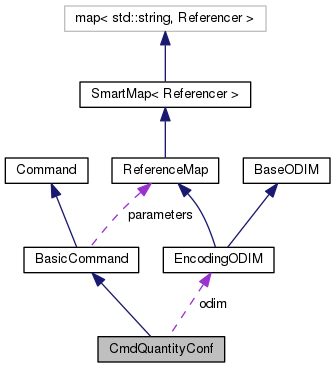 map< std::string, Referencer >
SmartMap< Referencer >
Command
ReferenceMap
BaseODIM
parameters
BasicCommand
EncodingODIM
odim
CmdQuantityConf